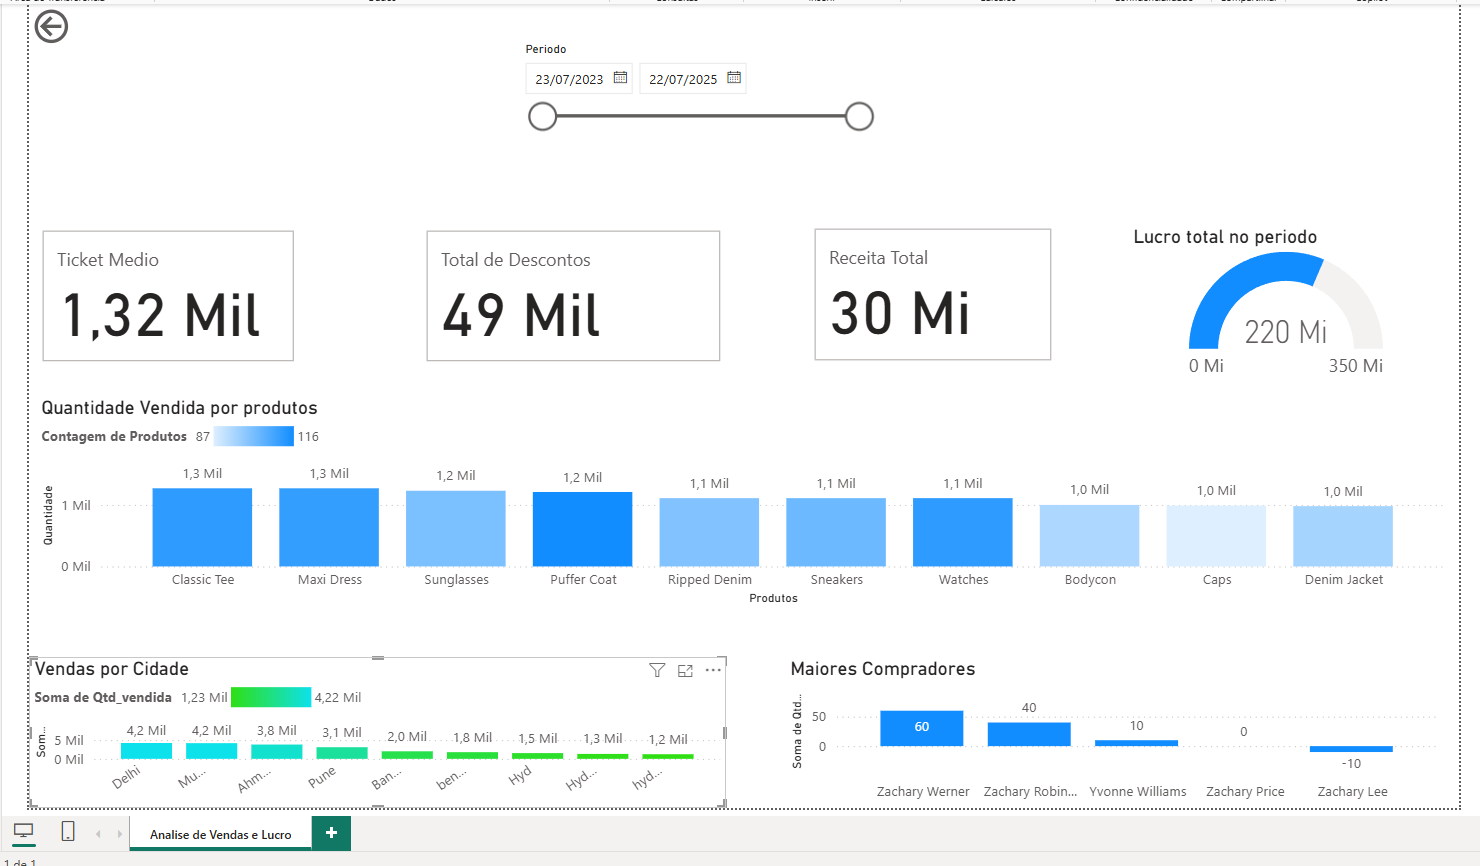 Periodo
23/07/2023 22/07/2025
Ticket Medio
1,32 Mil
Total de Descontos
49 Mil
Receita Total
30 Mi
Lucro total no periodo
220 Mi
0 Mi 350 Mi
Quantidade Vendida por produtos
Contagem de Produtos 87 116
Quantidade
1 Mil
0 Mil
1,3 Mil 1,3 Mil 1,2 Mil 1,2 Mil 1,1 Mil 1,1 Mil 1,1 Mil 1,0 Mil 1,0 Mil 1,0 Mil
Classic Tee Maxi Dress Sunglasses Puffer Coat Ripped Denim Sneakers Watches Bodycon Caps Denim Jacket
Produtos
Vendas por Cidade
Soma de Qtd_vendida 1,23 Mil 4,22 Mil
Som...
5 Mil
0 Mil
4,2 Mil 4,2 Mil 3,8 Mil 3,1 Mil 2,0 Mil 1,8 Mil 1,5 Mil 1,3 Mil 1,2 Mil
Delhi Mu... Ahm... Pune Ban... ben... Hyd Hyd... hyd...
Maiores Compradores
Soma de Qtd...
50
0
60 40 10 0 -10
Zachary Werner Zachary Robin... Yvonne Williams Zachary Price Zachary Lee
Analise de Vendas e Lucro
1 de 1